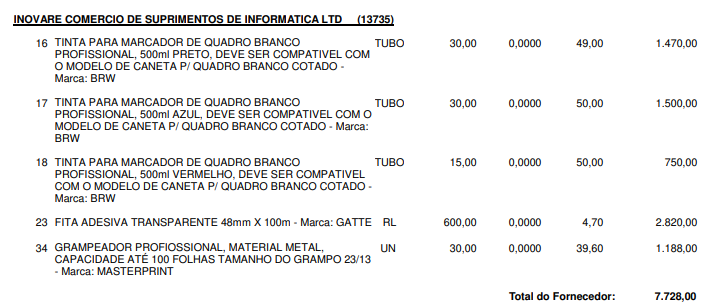 INOVARE COMERCIO DE SUPRIMENTOS DE INFORMATICA LTD (13735)
16 TINTA PARA MARCADOR DE QUADRO BRANCO TUBO 30,00 0,0000 49,00 1.470,00
PROFISSIONAL, 500ml PRETO, DEVE SER COMPATIVEL COM
O MODELO DE CANETA P/ QUADRO BRANCO COTADO -
Marca: BRW
17 TINTA PARA MARCADOR DE QUADRO BRANCO TUBO 30,00 0,0000 50,00 1.500,00
PROFISSIONAL, 500ml AZUL, DEVE SER COMPATIVEL COM O
MODELO DE CANETA P/ QUADRO BRANCO COTADO - Marca:
BRW
18 TINTA PARA MARCADOR DE QUADRO BRANCO TUBO 15,00 0,0000 50,00 750,00
PROFISSIONAL, 500ml VERMELHO, DEVE SER COMPATIVEL
COM O MODELO DE CANETA P/ QUADRO BRANCO COTADO -
Marca: BRW
23 FITA ADESIVA TRANSPARENTE 48mm X 100m - Marca: GATTE RL 600,00 0,0000 4,70 2.820,00
34 GRAMPEADOR PROFIOSSIONAL, MATERIAL METAL, UN 30,00 0,0000 39,60 1.188,00
CAPACIDADE ATÉ 100 FOLHAS TAMANHO DO GRAMPO 23/13
- Marca: MASTERPRINT
Total do Fornecedor: 7.728,00